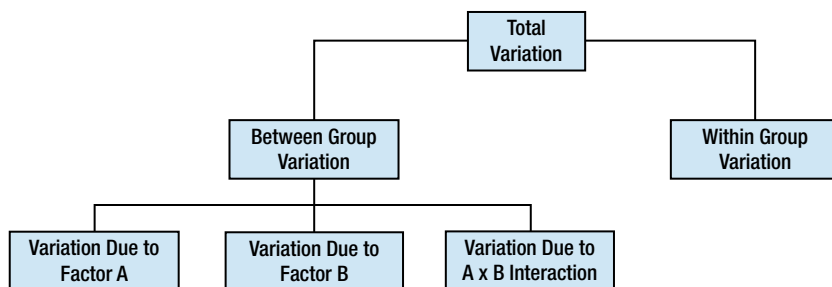 Total
Variation
Between Group
Variation
Within Group
Variation
Variation Due to
Factor A
Variation Due to
Factor B
Variation Due to
A x B Interaction